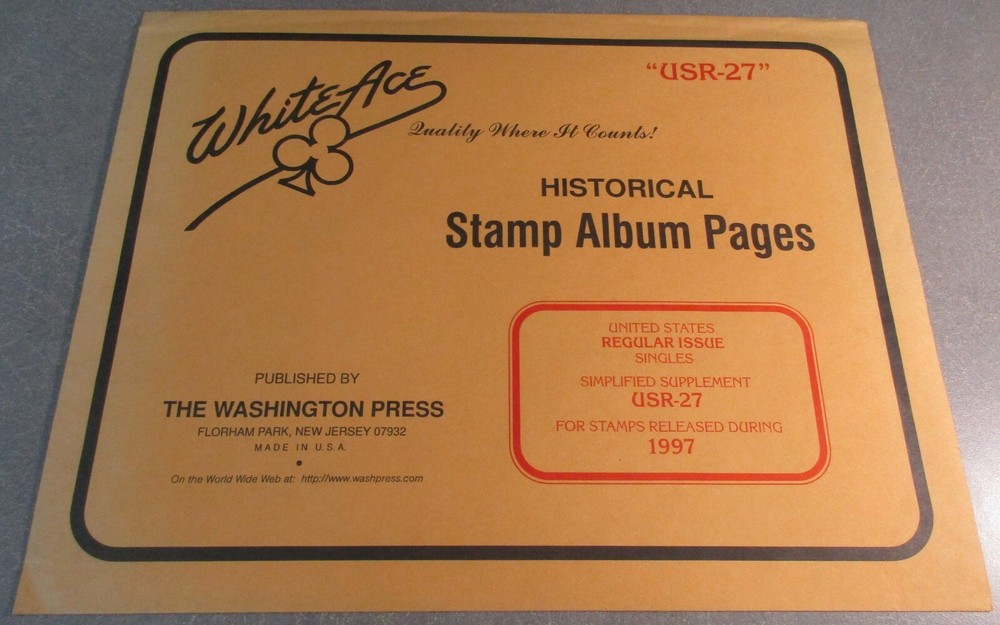 White Ace
Quality Where It Counts!
"USR-27"
HISTORICAL
Stamp Album Pages
UNITED STATES
REGULAR ISSUE
SINGLES
SIMPLIFIED SUPPLEMENT
USR-27
FOR STAMPS RELEASED DURING
1997
PUBLISHED BY
THE WASHINGTON PRESS
FLORHAM PARK, NEW JERSEY 07932
MADE IN U.S.A.
•
On the World Wide Web at: http://www.washpress.com